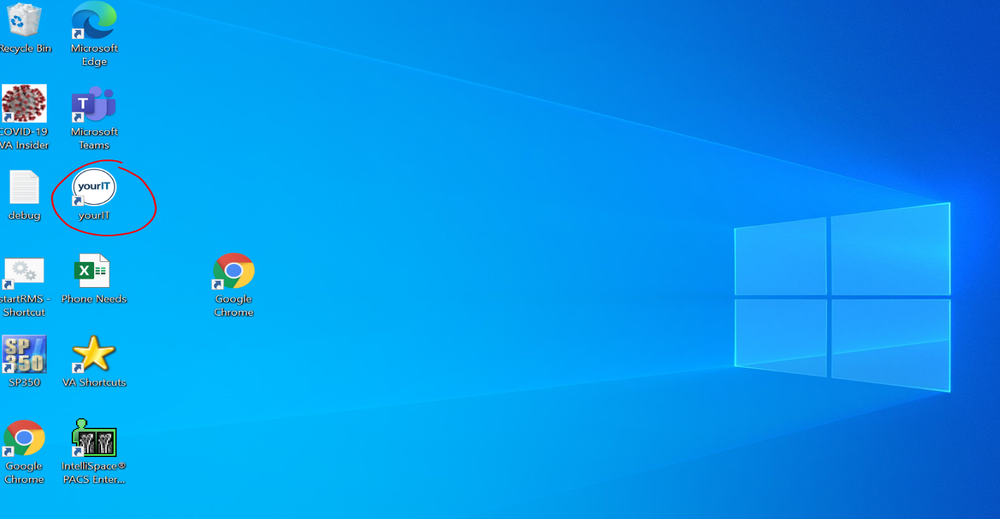 Recycle Bin
Microsoft
Edge
COVID-19
VA Insider
T
Microsoft
Teams
debug
yourIT
yourIT
startRMS -
Shortcut
X
Phone Needs
Google
Chrome
SP
350
SP350
VA Shortcuts
Google
Chrome
IntelliSpace®
PACS Enter...